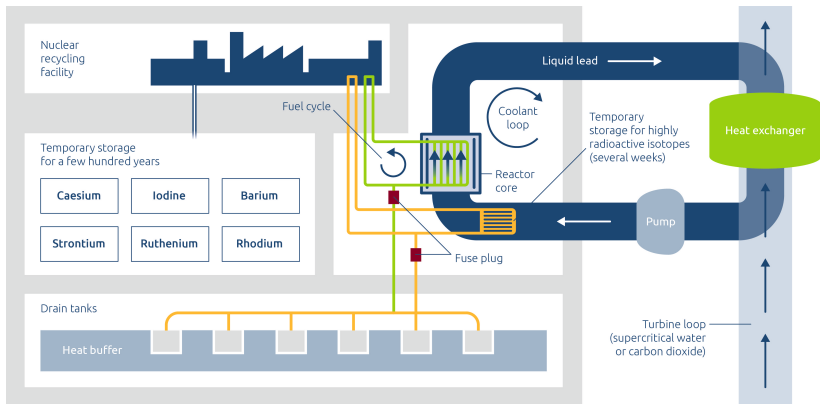 Nuclear
recycling
facility
Liquid lead
Fuel cycle
Coolant
loop
Temporary
storage for highly
radioactive isotopes
(several weeks)
Heat exchanger
Temporary storage
for a few hundred years
Caesium
Iodine
Barium
Strontium
Ruthenium
Rhodium
Reactor
core
Pump
Fuse plug
Drain tanks
Heat buffer
Turbine loop
(supercritical water
or carbon dioxide)